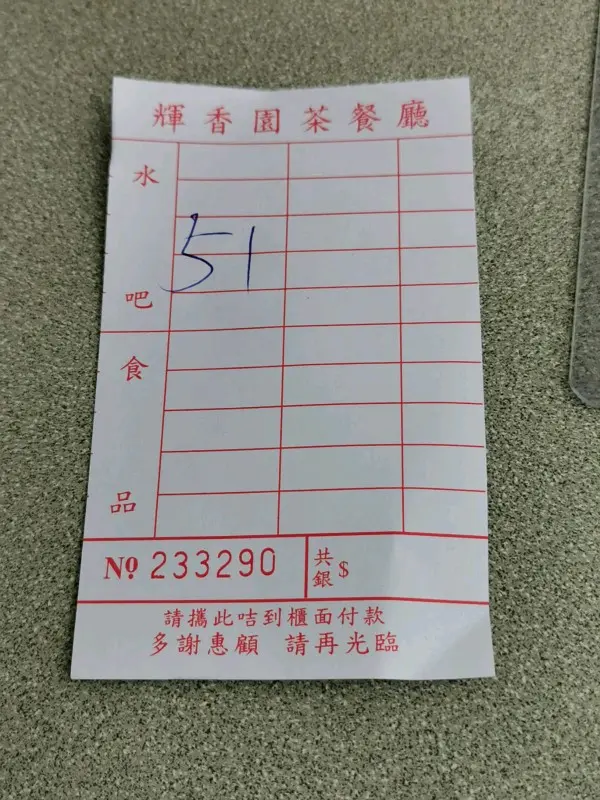 輝香園茶餐廳
水吧
51
食品
Nº 233290 共銀 $
請攜此咭到櫃面付款
多謝惠顧 請再光臨